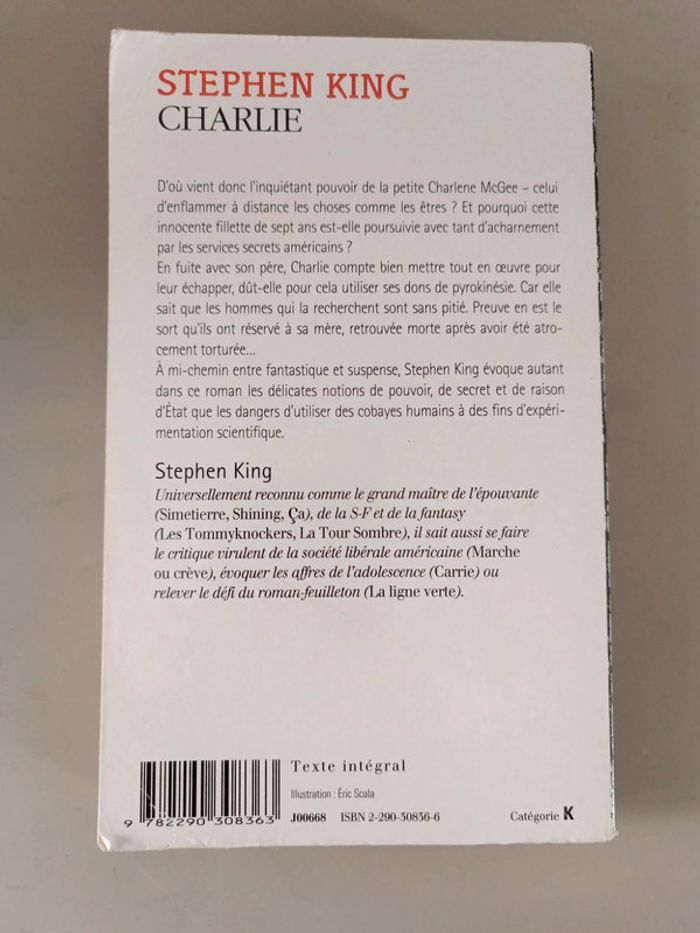 STEPHEN KING
CHARLIE
D'où vient donc l'inquiétant pouvoir de la petite Charlene McGee – celui
d'enflammer à distance les choses comme les êtres ? Et pourquoi cette
innocente fillette de sept ans est-elle poursuivie avec tant d'acharnement
par les services secrets américains ?
En fuite avec son père, Charlie compte bien mettre tout en œuvre pour
leur échapper, dût-elle pour cela utiliser ses dons de pyrokinésie. Car elle
sait que les hommes qui la recherchent sont sans pitié. Preuve en est le
sort qu'ils ont réservé à sa mère, retrouvée morte après avoir été atro-
cement torturée...
À mi-chemin entre fantastique et suspense, Stephen King évoque autant
dans ce roman les délicates notions de pouvoir, de secret et de raison
d'État que les dangers d'utiliser des cobayes humains à des fins d'expéri-
mentation scientifique.
Stephen King
Universellement reconnu comme le grand maître de l'épouvante
(Simetierre, Shining, Ça), de la S-F et de la fantasy
(Les Tommyknockers, La Tour Sombre), il sait aussi se faire
le critique virulent de la société libérale américaine (Marche
ou crève), évoquer les affres de l'adolescence (Carrie) ou
relever le défi du roman-feuilleton (La ligne verte).
Texte intégral
Illustration : Éric Scala
J00668 ISBN 2-290-30836-6 Catégorie K
9 782290 308363